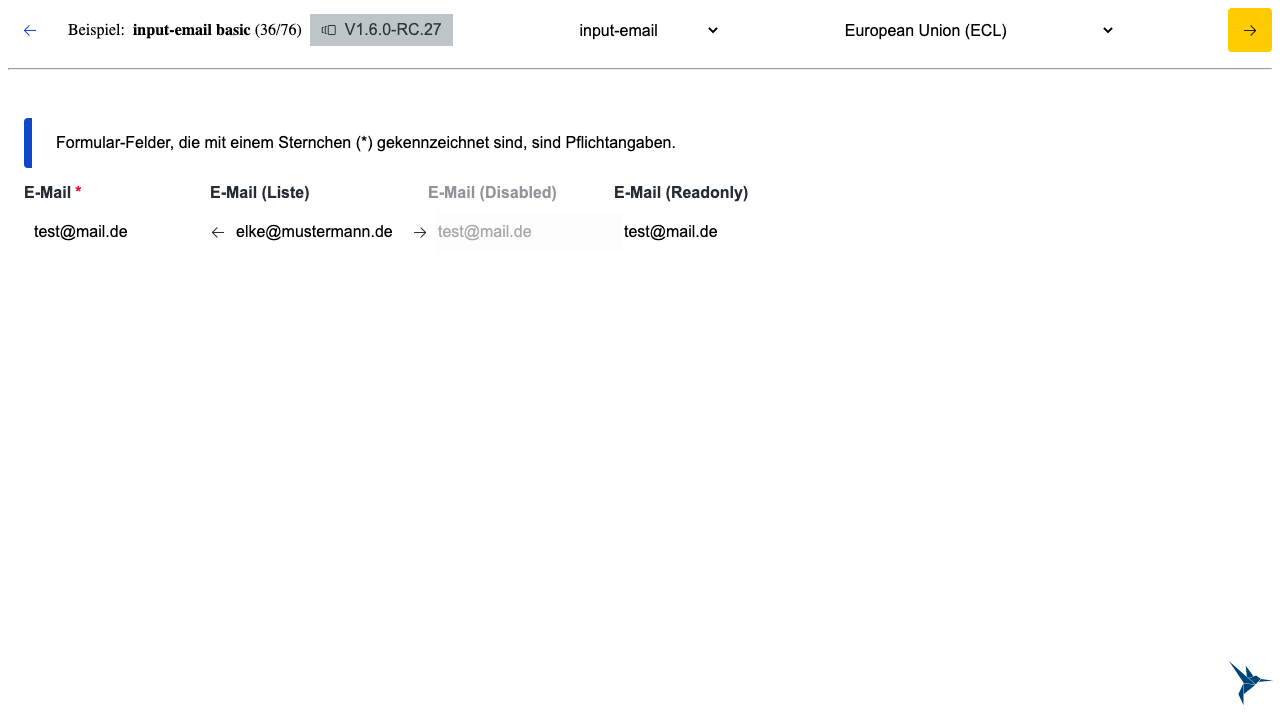 Beispiel: input-email basic (36/76) V1.6.0-RC.27 input-email European Union (ECL)
Formular-Felder, die mit einem Sternchen (*) gekennzeichnet sind, sind Pflichtangaben.
E-Mail * E-Mail (Liste) E-Mail (Disabled) E-Mail (Readonly)
test@mail.de elke@mustermann.de test@mail.de test@mail.de